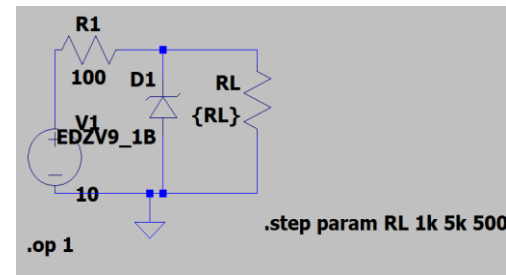 R1
100
D1
RL
{RL}
V1
EDZV9_1B
10
.step param RL 1k 5k 500
.op 1